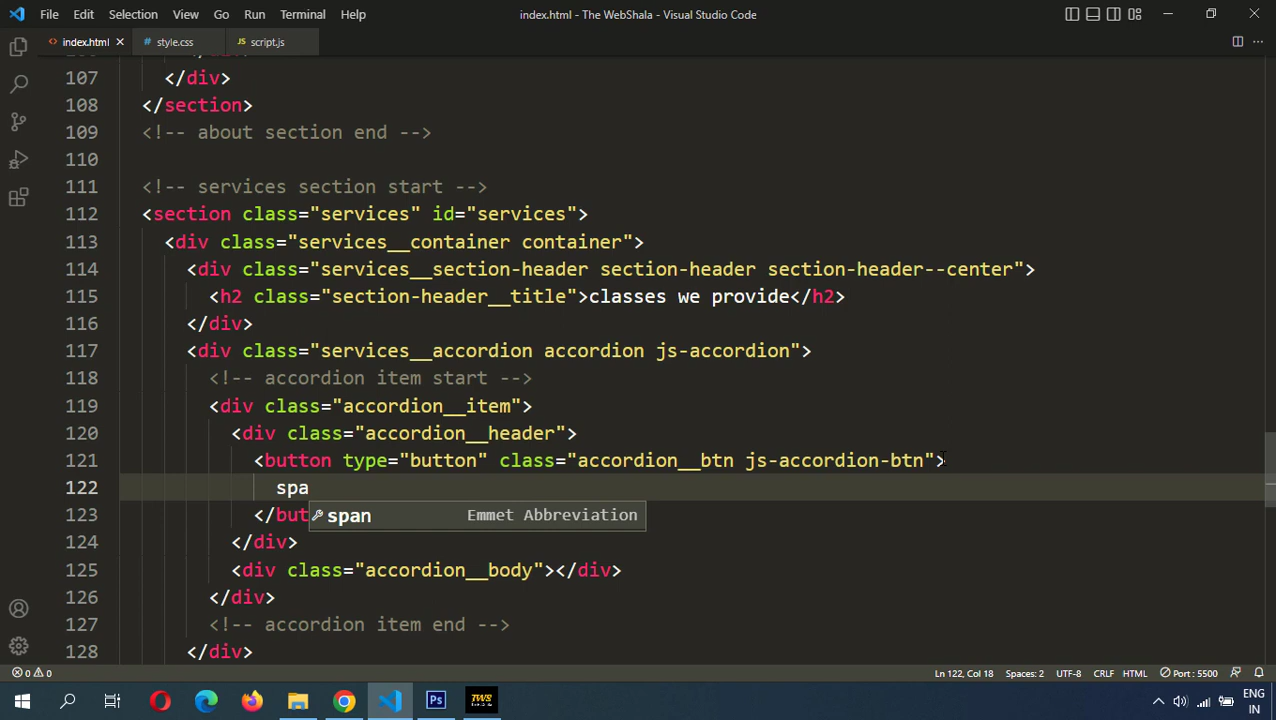 File Edit Selection View Go Run Terminal Help index.html - The WebShala - Visual Studio Code
index.html style.css JS script.js
107 </div>
108 </section>
109 <!-- about section end -->
110
111 <!-- services section start -->
112 <section class="services" id="services">
113 <div class="services__container container">
114 <div class="services__section-header section-header section-header--center">
115 <h2 class="section-header__title">classes we provide</h2>
116 </div>
117 <div class="services__accordion accordion js-accordion">
118 <!-- accordion item start -->
119 <div class="accordion__item">
120 <div class="accordion__header">
121 <button type="button" class="accordion__btn js-accordion-btn">
122 spa
123 </but
span Emmet Abbreviation
124 </div>
125 <div class="accordion__body"></div>
126 </div>
127 <!-- accordion item end -->
128 </div>
0 0 Ln 122, Col 18 Spaces: 2 UTF-8 CRLF HTML Port : 5500
Ps TWS ENG
IN